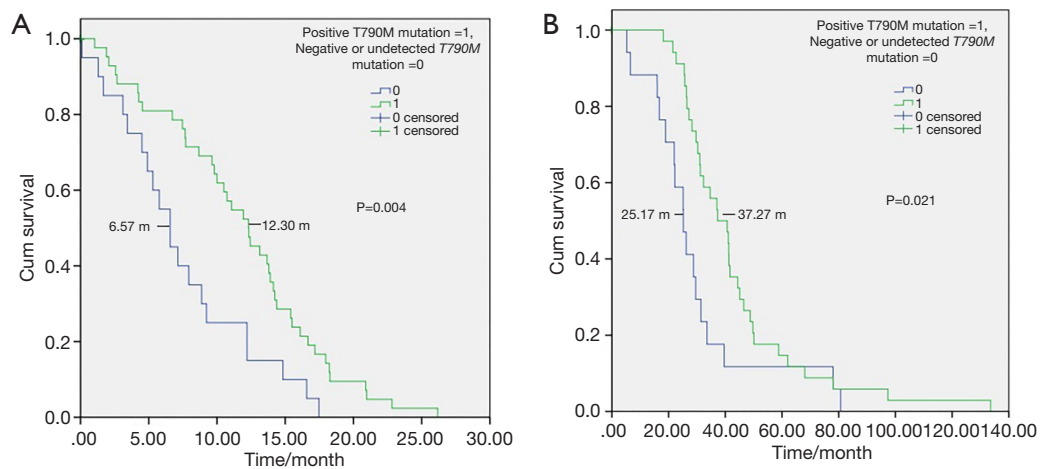 A
Positive T790M mutation =1,
Negative or undetected T790M
mutation =0
0
1
0 censored
1 censored
P=0.004
6.57 m
12.30 m
Cum survival
1.0
0.8
0.6
0.4
0.2
0.0
.00 5.00 10.00 15.00 20.00 25.00 30.00
Time/month
B
Positive T790M mutation =1,
Negative or undetected T790M
mutation =0
0
1
0 censored
1 censored
P=0.021
25.17 m
37.27 m
Cum survival
1.0
0.8
0.6
0.4
0.2
0.0
.00 20.00 40.00 60.00 80.00 100.00120.00140.00
Time/month